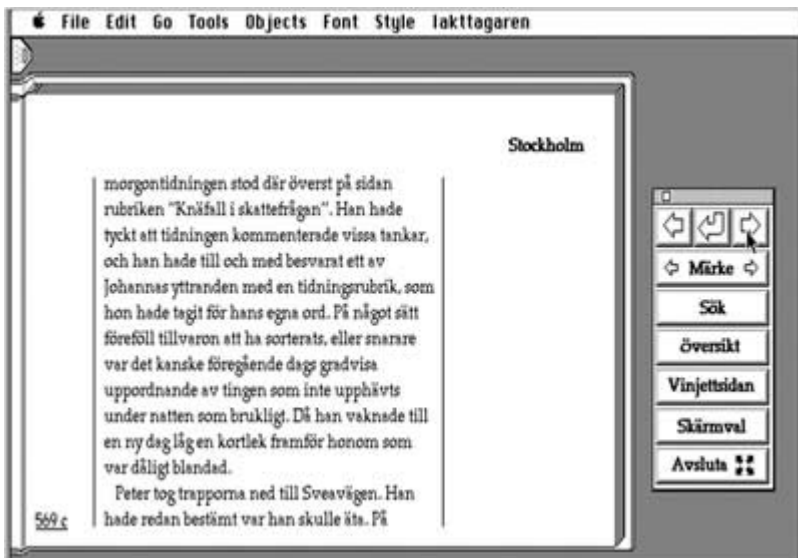 File Edit Go Tools Objects Font Style Iakttagaren
Stockholm
morgontidningen stod där överst på sidan
rubriken "Knäfall i skattefrågan". Han hade
tyckt att tidningen kommenterade vissa tankar,
och han hade till och med besvarat ett av
Johannas yttranden med en tidningsrubrik, som
hon hade tagit för hans egna ord. På något sätt
föreföll tillvaron att ha sorterats, eller snarare
var det kanske föregående dags gradvisa
uppordnande av tingen som inte upphävts
under natten som brukligt. Då han vaknade till
en ny dag låg en kortlek framför honom som
var dåligt blandad.
Peter tog trapporna ned till Sveavägen. Han
hade redan bestämt var han skulle äta. På
569 c
Märke
Sök
översikt
Vinjettsidan
Skärmval
Avsluta